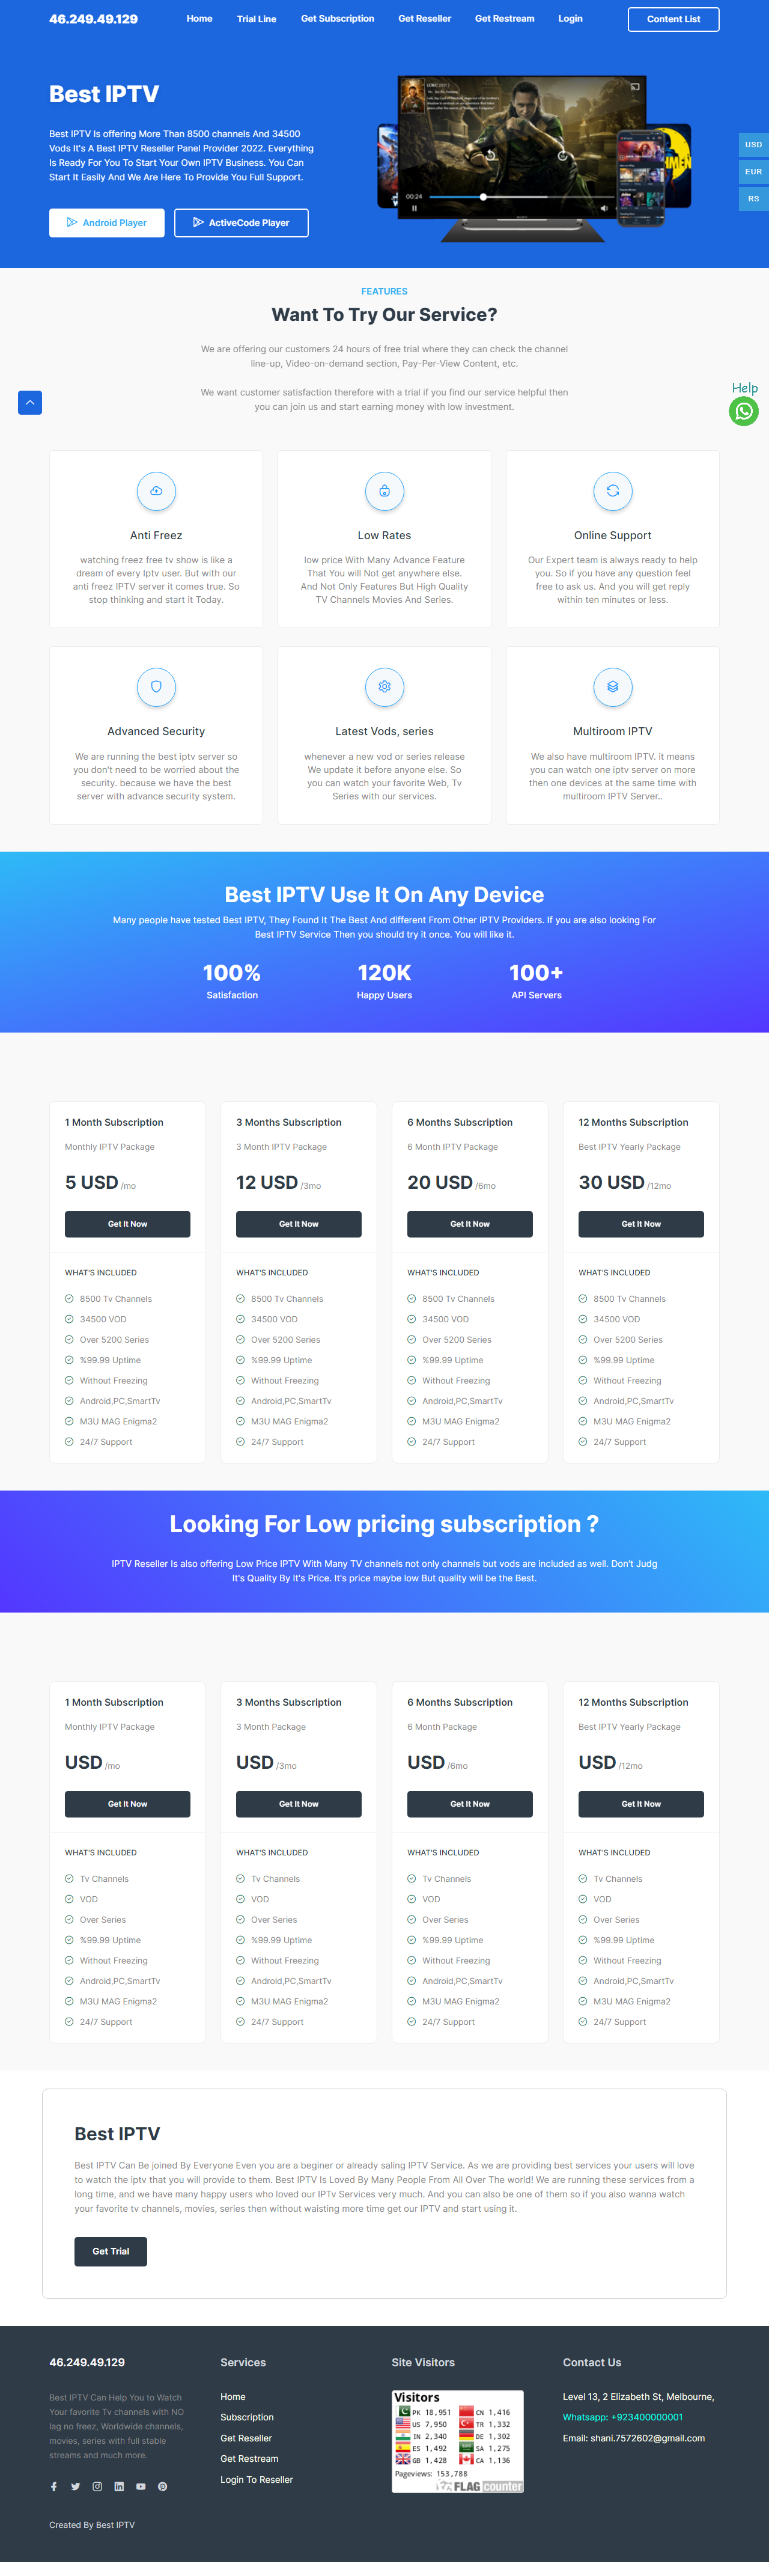 46.249.49.129
Home
Trial Line
Get Subscription
Get Reseller
Get Restream
Login
Content List
Best IPTV
Best IPTV Is offering More Than 8500 channels And 34500
Vods It's A Best IPTV Reseller Panel Provider 2022. Everything
Is Ready For You To Start Your Own IPTV Business. You Can
Start It Easily And We Are Here To Provide You Full Support.
Android Player
ActiveCode Player
00:24
USD
EUR
RS
FEATURES
Want To Try Our Service?
We are offering our customers 24 hours of free trial where they can check the channel
line-up, Video-on-demand section, Pay-Per-View Content, etc.
We want customer satisfaction therefore with a trial if you find our service helpful then
you can join us and start earning money with low investment.
Help
Anti Freez
watching freez free tv show is like a
dream of every Iptv user. But with our
anti freez IPTV server it comes true. So
stop thinking and start it Today.
Low Rates
low price With Many Advance Feature
That You will Not get anywhere else.
And Not Only Features But High Quality
TV Channels Movies And Series.
Online Support
Our Expert team is always ready to help
you. So if you have any question feel
free to ask us. And you will get reply
within ten minutes or less.
Advanced Security
We are running the best iptv server so
you don't need to be worried about the
security. because we have the best
server with advance security system.
Latest Vods, series
whenever a new vod or series release
We update it before anyone else. So
you can watch your favorite Web, Tv
Series with our services.
Multiroom IPTV
We also have multiroom IPTV. it means
you can watch one iptv server on more
then one devices at the same time with
multiroom IPTV Server..
Best IPTV Use It On Any Device
Many people have tested Best IPTV, They Found It The Best And different From Other IPTV Providers. If you are also looking For
Best IPTV Service Then you should try it once. You will like it.
100%
Satisfaction
120K
Happy Users
100+
API Servers
1 Month Subscription
Monthly IPTV Package
5 USD /mo
Get It Now
WHAT'S INCLUDED
8500 Tv Channels
34500 VOD
Over 5200 Series
%99.99 Uptime
Without Freezing
Android,PC,SmartTv
M3U MAG Enigma2
24/7 Support
3 Months Subscription
3 Month IPTV Package
12 USD /3mo
Get It Now
WHAT'S INCLUDED
8500 Tv Channels
34500 VOD
Over 5200 Series
%99.99 Uptime
Without Freezing
Android,PC,SmartTv
M3U MAG Enigma2
24/7 Support
6 Months Subscription
6 Month IPTV Package
20 USD /6mo
Get It Now
WHAT'S INCLUDED
8500 Tv Channels
34500 VOD
Over 5200 Series
%99.99 Uptime
Without Freezing
Android,PC,SmartTv
M3U MAG Enigma2
24/7 Support
12 Months Subscription
Best IPTV Yearly Package
30 USD /12mo
Get It Now
WHAT'S INCLUDED
8500 Tv Channels
34500 VOD
Over 5200 Series
%99.99 Uptime
Without Freezing
Android,PC,SmartTv
M3U MAG Enigma2
24/7 Support
Looking For Low pricing subscription ?
IPTV Reseller Is also offering Low Price IPTV With Many TV channels not only channels but vods are included as well. Don't Judg
It's Quality By It's Price. It's price maybe low But quality will be the Best.
1 Month Subscription
Monthly IPTV Package
USD /mo
Get It Now
WHAT'S INCLUDED
Tv Channels
VOD
Over Series
%99.99 Uptime
Without Freezing
Android,PC,SmartTv
M3U MAG Enigma2
24/7 Support
3 Months Subscription
3 Month Package
USD /3mo
Get It Now
WHAT'S INCLUDED
Tv Channels
VOD
Over Series
%99.99 Uptime
Without Freezing
Android,PC,SmartTv
M3U MAG Enigma2
24/7 Support
6 Months Subscription
6 Month Package
USD /6mo
Get It Now
WHAT'S INCLUDED
Tv Channels
VOD
Over Series
%99.99 Uptime
Without Freezing
Android,PC,SmartTv
M3U MAG Enigma2
24/7 Support
12 Months Subscription
Best IPTV Yearly Package
USD /12mo
Get It Now
WHAT'S INCLUDED
Tv Channels
VOD
Over Series
%99.99 Uptime
Without Freezing
Android,PC,SmartTv
M3U MAG Enigma2
24/7 Support
Best IPTV
Best IPTV Can Be joined By Everyone Even you are a beginer or already saling IPTV Service. As we are providing best services your users will love
to watch the iptv that you will provide to them. Best IPTV Is Loved By Many People From All Over The world! We are running these services from a
long time, and we have many happy users who loved our IPTv Services very much. And you can also be one of them so if you also wanna watch
your favorite tv channels, movies, series then without waisting more time get our IPTV and start using it.
Get Trial
46.249.49.129
Best IPTV Can Help You to Watch
Your favorite Tv channels with NO
lag no freez, Worldwide channels,
movies, series with full stable
streams and much more.
Created By Best IPTV
Services
Home
Subscription
Get Reseller
Get Restream
Login To Reseller
Site Visitors
Visitors
PK 18,951
CN 1,416
US 7,950
TR 1,332
IN 2,340
DE 1,302
ES 1,492
SA 1,275
GB 1,428
CA 1,136
Pageviews: 153,788
FLAG counter
Contact Us
Level 13, 2 Elizabeth St, Melbourne,
Whatsapp: +923400000001
Email: shani.7572602@gmail.com